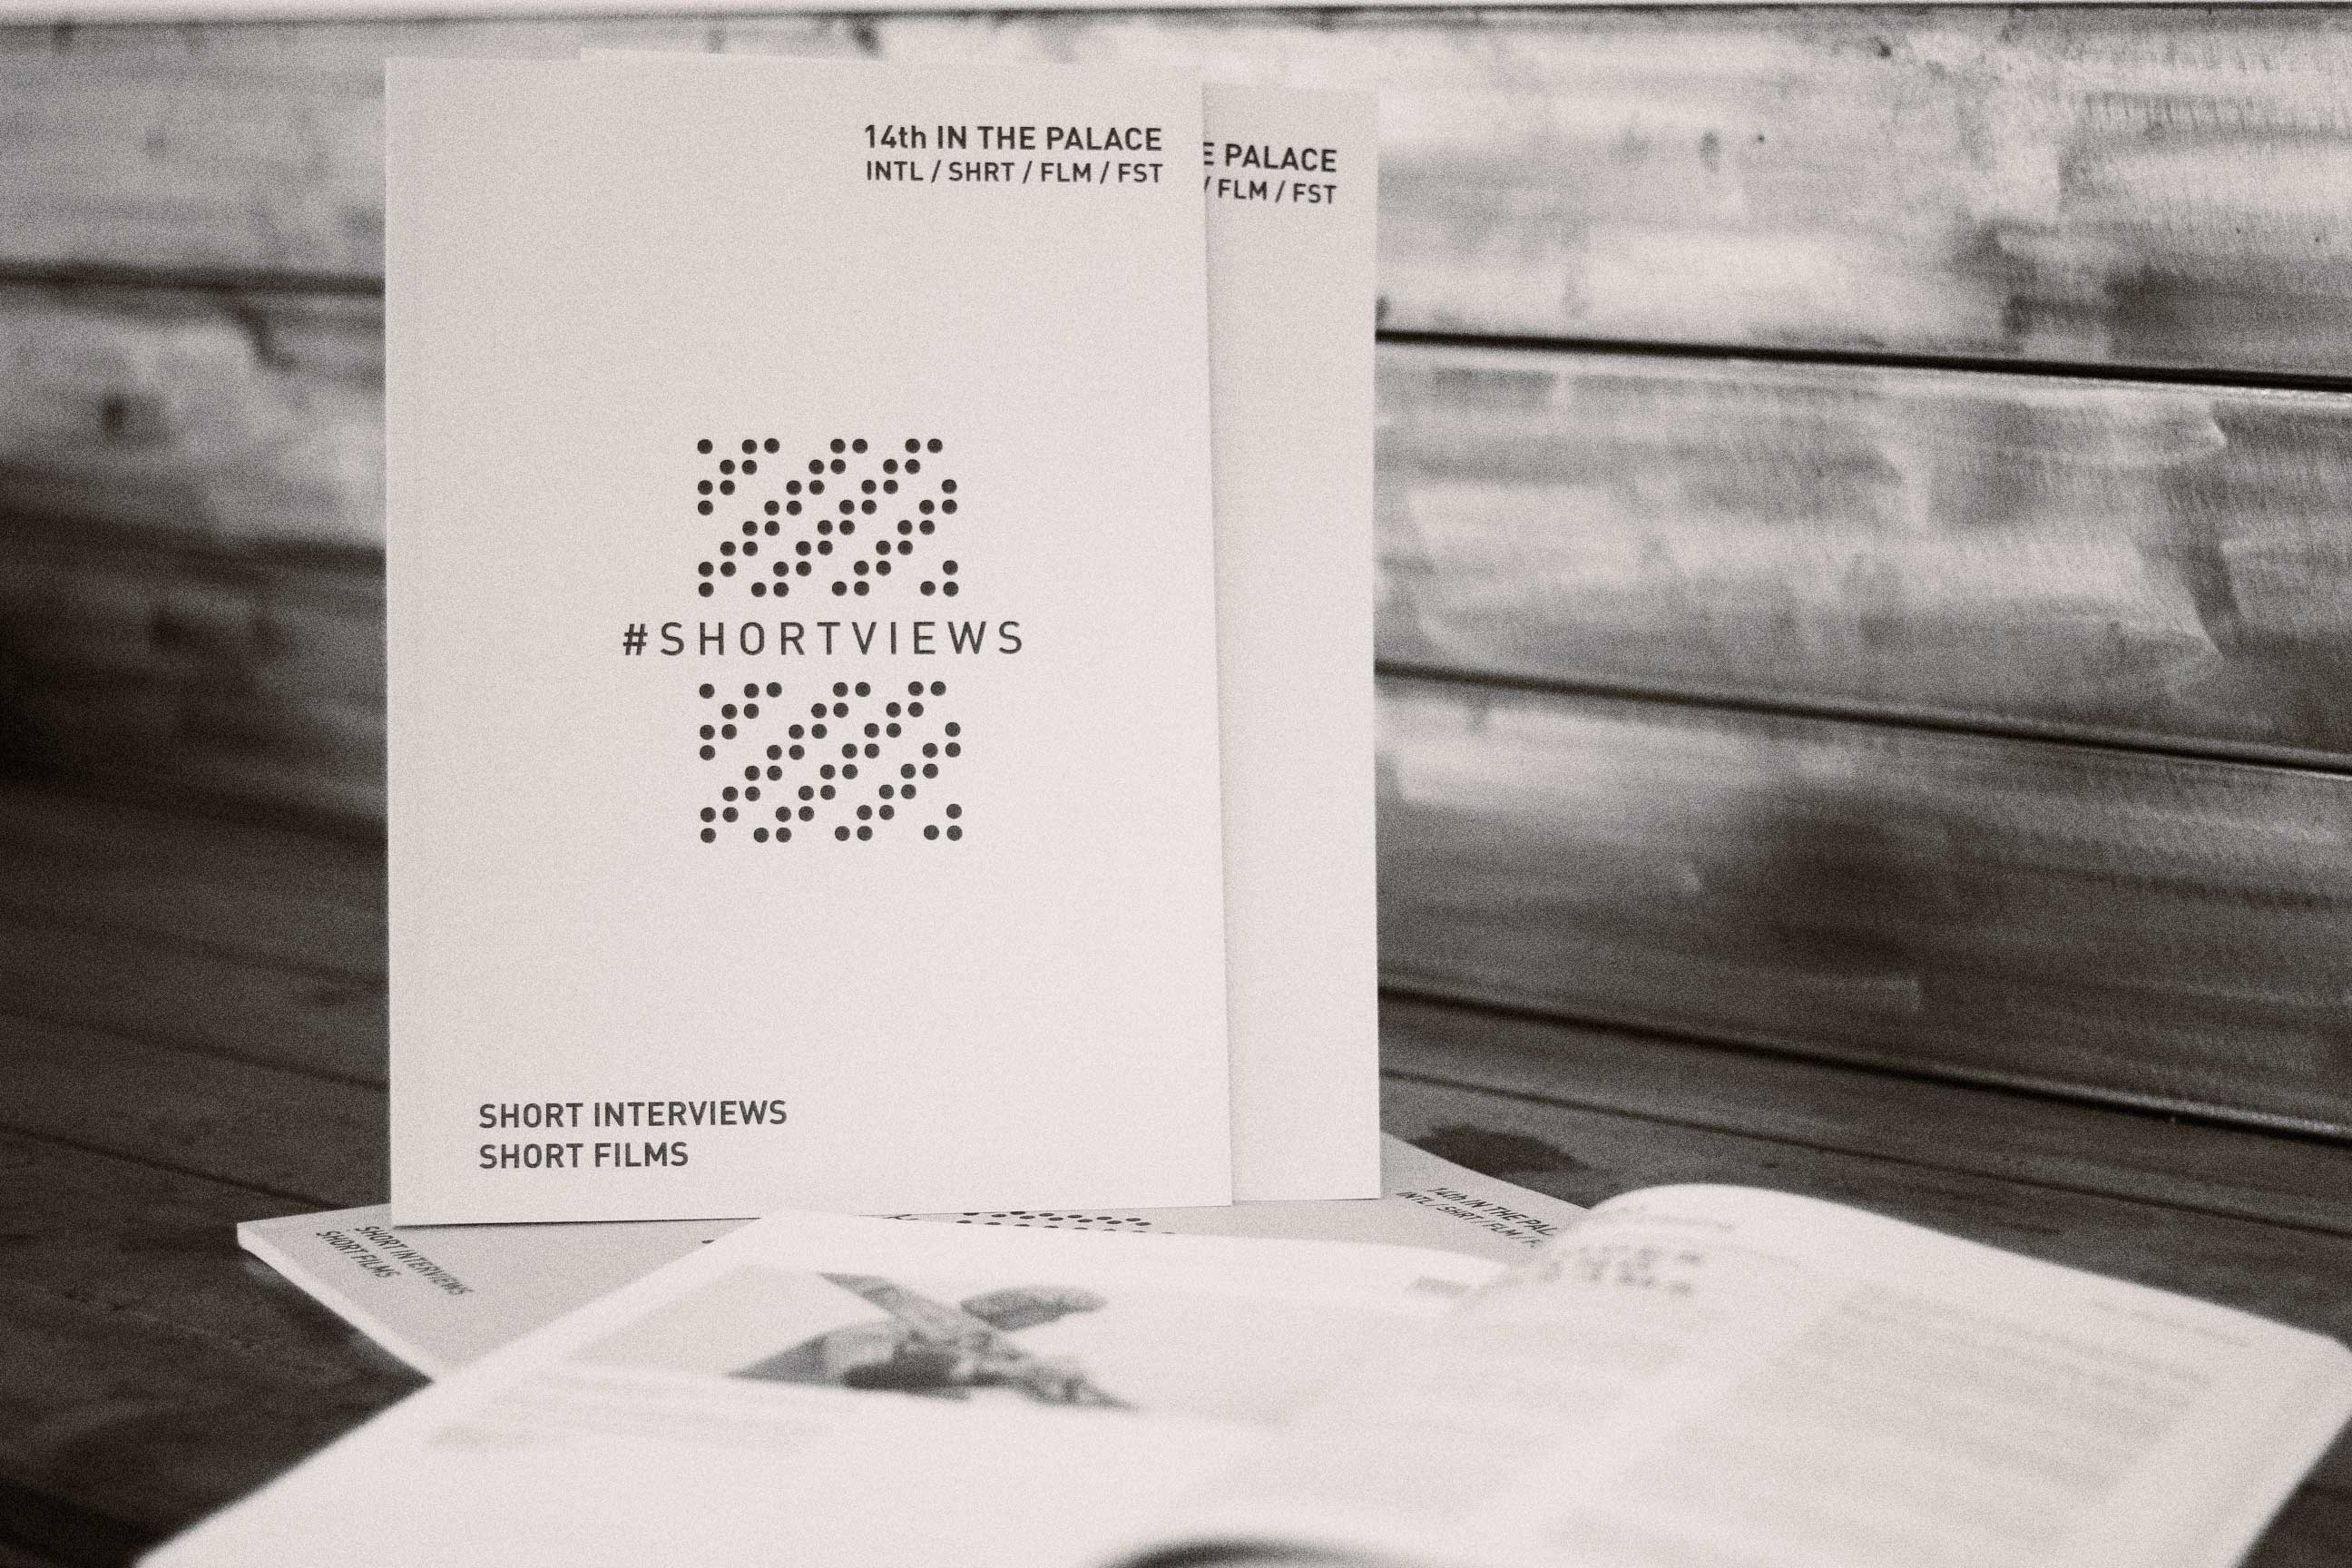 14th IN THE PALACE
INTL / SHRT / FLM / FST
E PALACE
/ FLM / FST
#SHORTVIEWS
SHORT INTERVIEWS
SHORT FILMS
SHORT INTERVIEWS
SHORT FILMS
14th IN THE PAL
INTL / SHRT / FLM / F